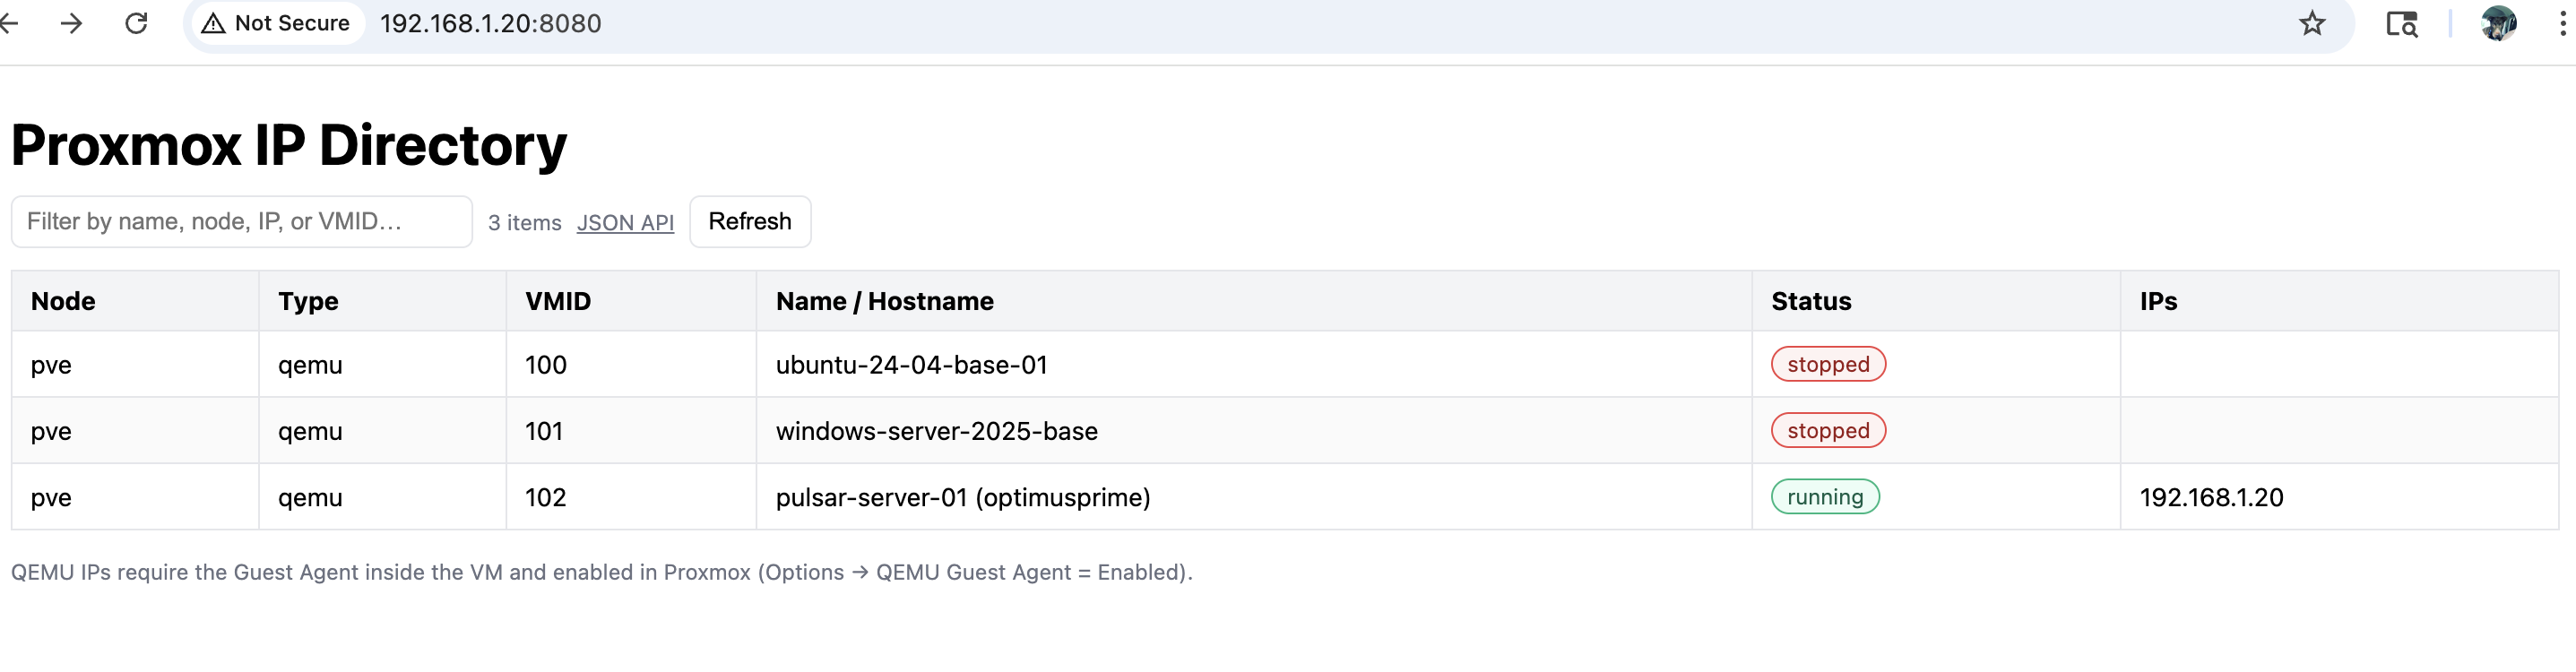 Not Secure 192.168.1.20:8080
Proxmox IP Directory
Filter by name, node, IP, or VMID… 3 items JSON API Refresh
Node Type VMID Name / Hostname Status IPs
pve qemu 100 ubuntu-24-04-base-01 stopped
pve qemu 101 windows-server-2025-base stopped
pve qemu 102 pulsar-server-01 (optimusprime) running 192.168.1.20
QEMU IPs require the Guest Agent inside the VM and enabled in Proxmox (Options → QEMU Guest Agent = Enabled).